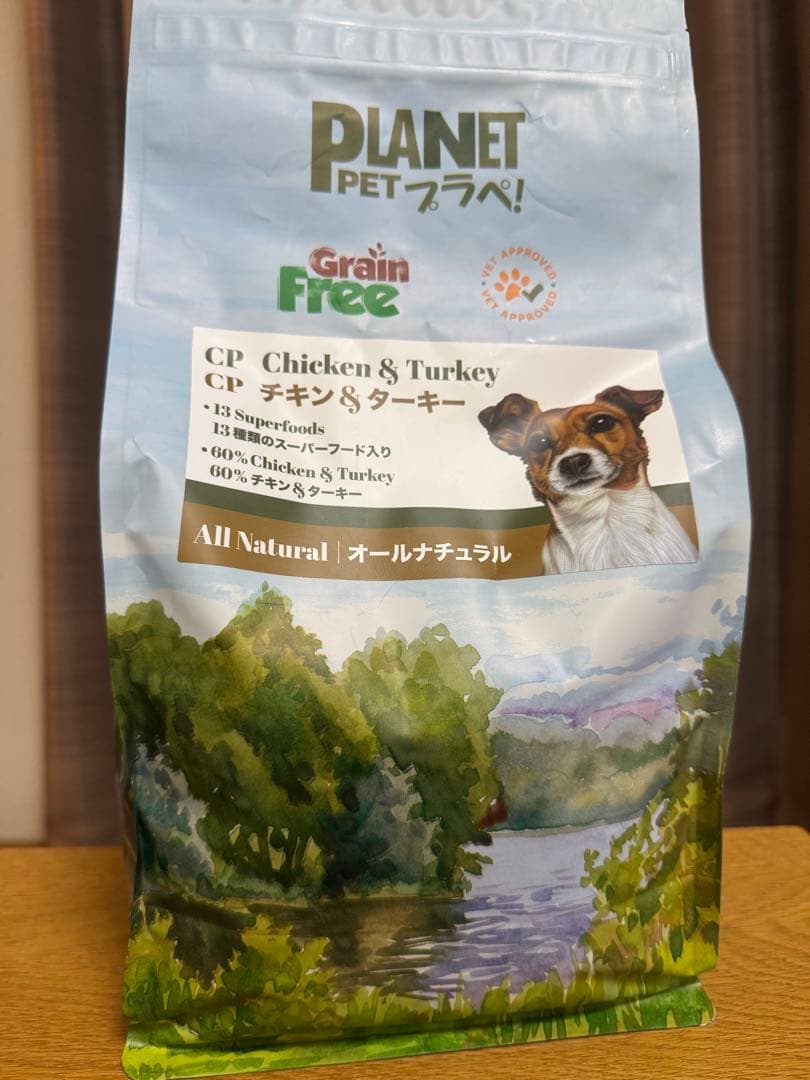 PLANET
PET プラペ!
Grain
Free
VET APPROVED
VET APPROVED
CP Chicken & Turkey
CP チキン & ターキー
• 13 Superfoods
13種類のスーパーフード入り
• 60% Chicken & Turkey
60% チキン & ターキー
All Natural | オールナチュラル